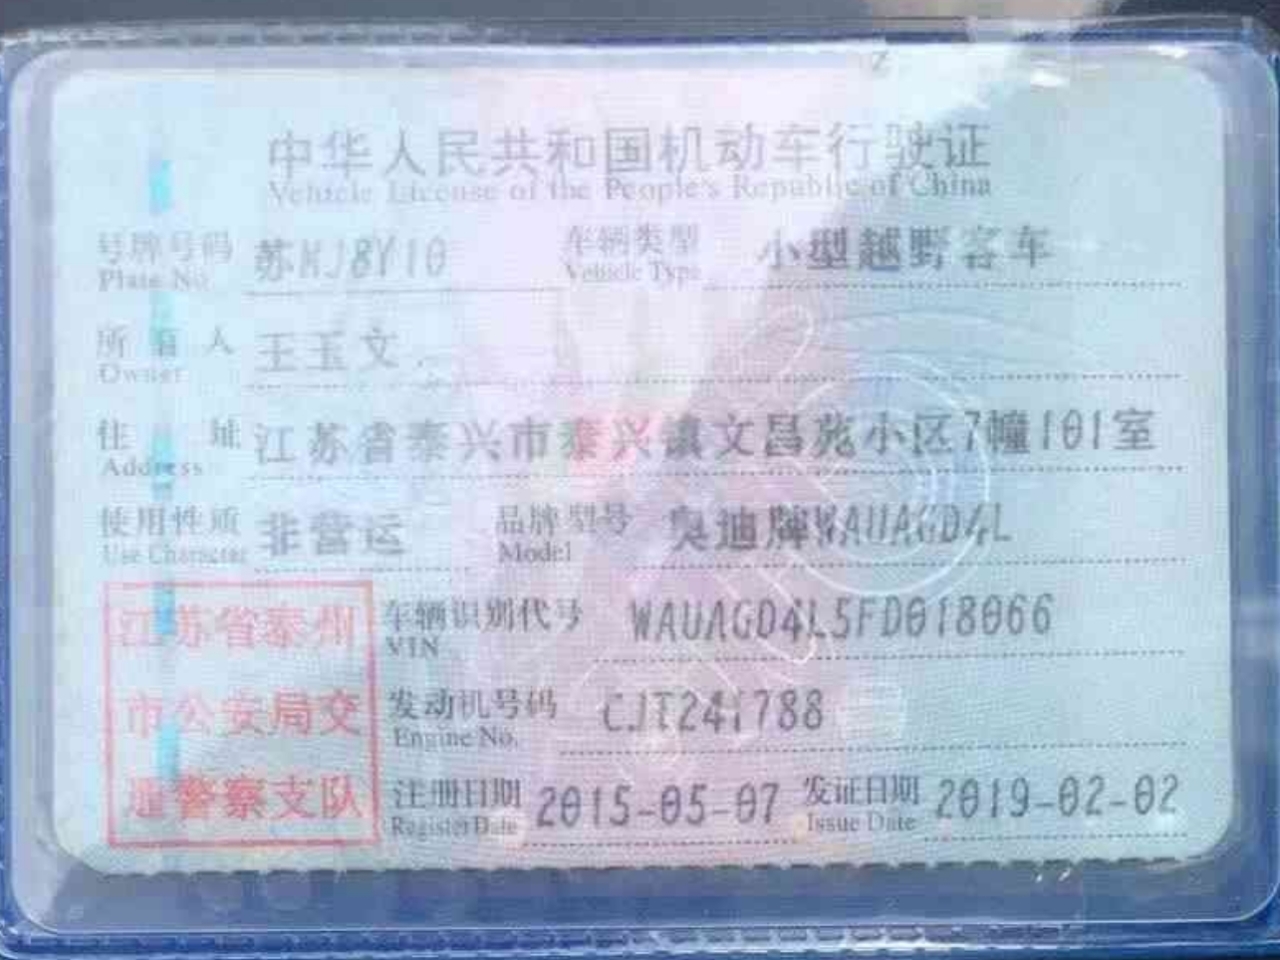 中华人民共和国机动车行驶证
Vehicle License of the People's Republic of China
号牌号码 苏MJ8Y10 车辆类型 小型越野客车
Plate No. Vehicle Type
所有人 王玉文
Owner
住址 江苏省泰兴市泰兴镇文昌苑小区7幢101室
Address
使用性质 非营运 品牌型号 奥迪牌WAUAGD4L
Use Character Model
江苏省泰州 车辆识别代号 WAUAGD4L5FD018066
VIN
市公安局交 发动机号码 CJT241788
Engine No.
通警察支队 注册日期 2015-05-07 发证日期 2019-02-02
Register Date Issue Date